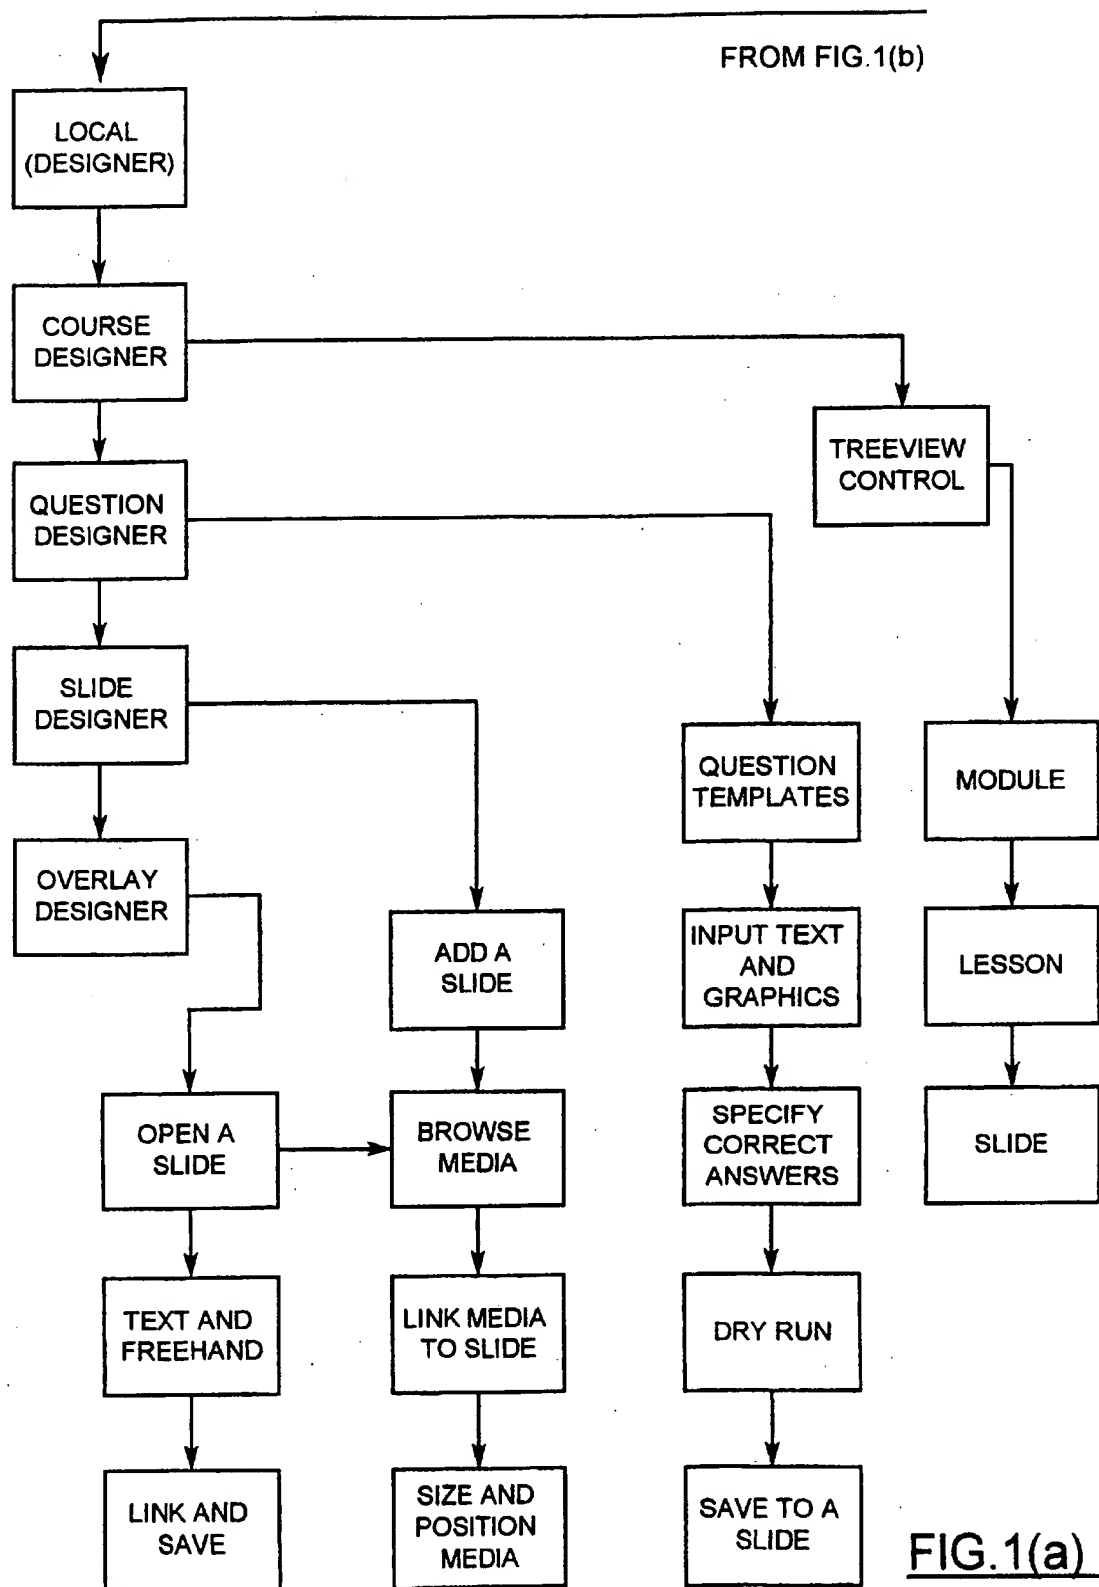 FROM FIG.1(b)
LOCAL
(DESIGNER)
COURSE
DESIGNER
TREEVIEW
CONTROL
QUESTION
DESIGNER
SLIDE
DESIGNER
QUESTION
TEMPLATES
MODULE
OVERLAY
DESIGNER
ADD A
SLIDE
INPUT TEXT
AND
GRAPHICS
LESSON
OPEN A
SLIDE
BROWSE
MEDIA
SPECIFY
CORRECT
ANSWERS
SLIDE
TEXT AND
FREEHAND
LINK MEDIA
TO SLIDE
DRY RUN
LINK AND
SAVE
SIZE AND
POSITION
MEDIA
SAVE TO A
SLIDE
FIG.1(a)